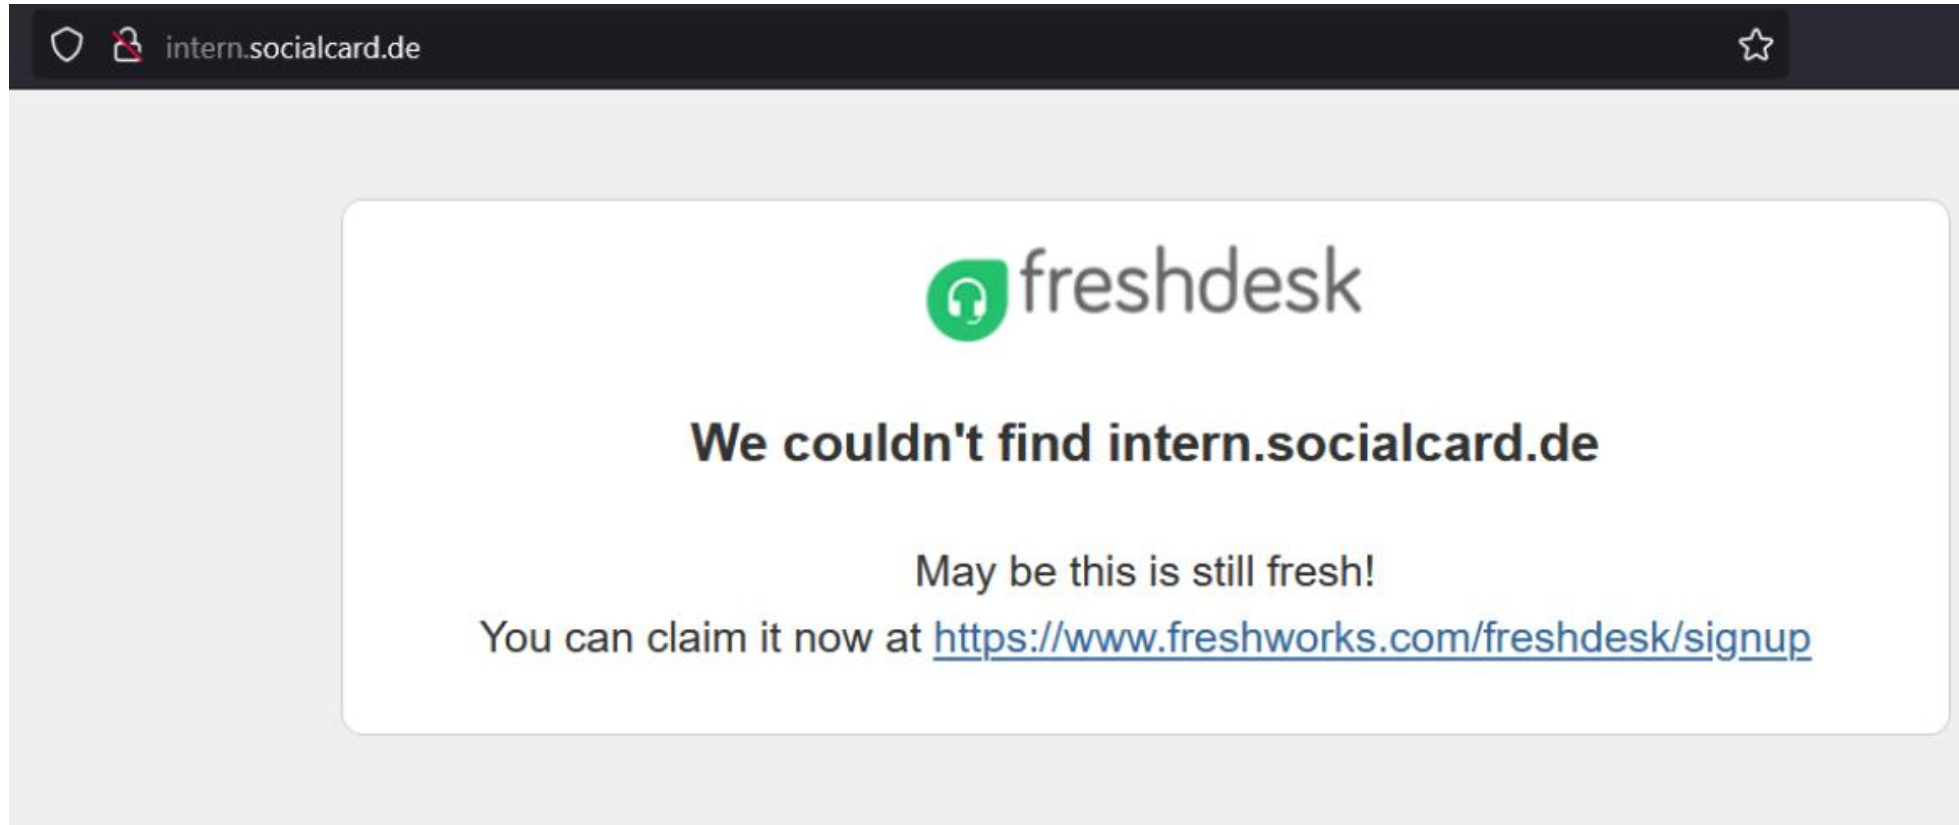 intern.socialcard.de
freshdesk
We couldn't find intern.socialcard.de
May be this is still fresh!
You can claim it now at https://www.freshworks.com/freshdesk/signup